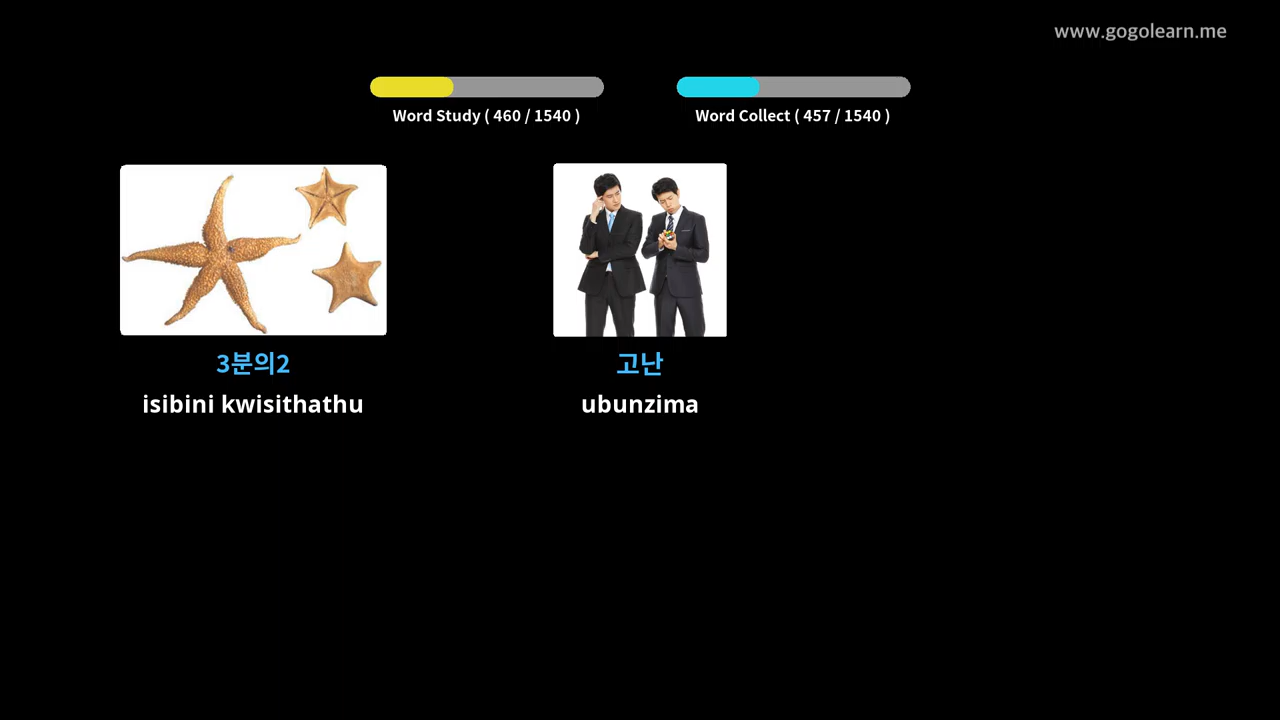 www.gogolearn.me
Word Study ( 460 / 1540 )
Word Collect ( 457 / 1540 )
3분의2
isibini kwisithathu
고난
ubunzima